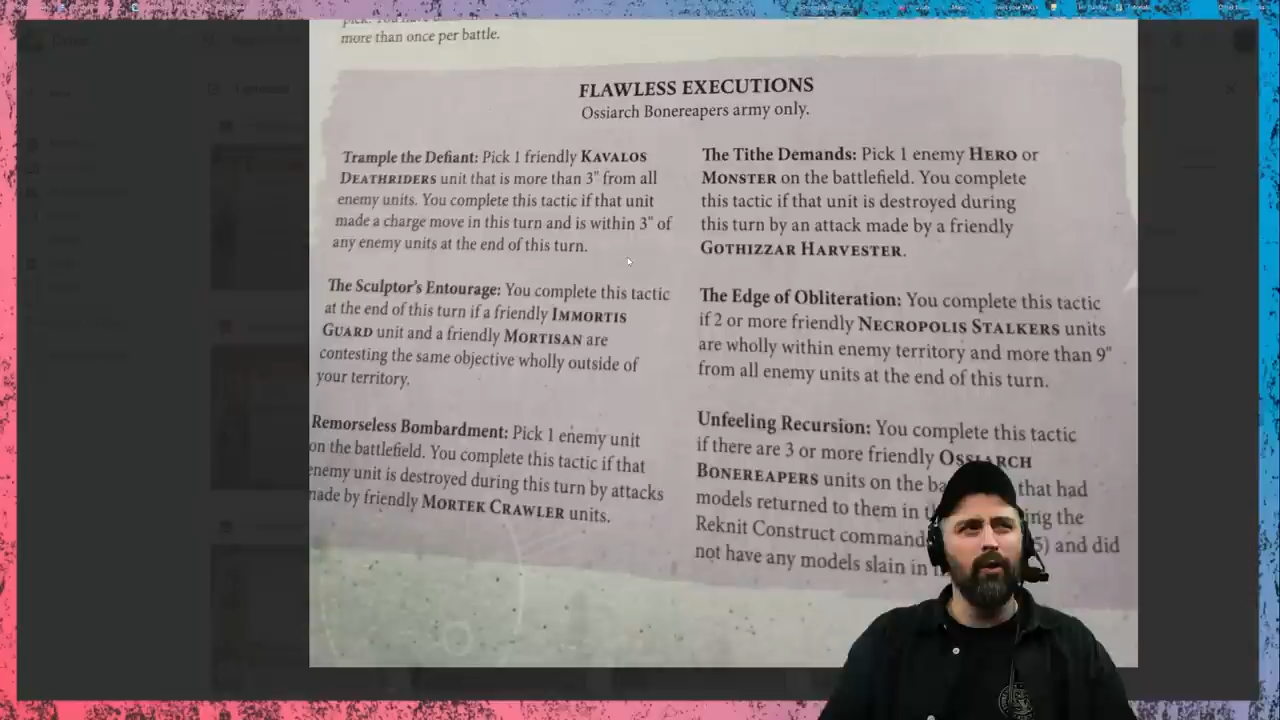 more than once per battle.
FLAWLESS EXECUTIONS
Ossiarch Bonereapers army only.
Trample the Defiant: Pick 1 friendly KAVALOS
DEATHRIDERS unit that is more than 3" from all
enemy units. You complete this tactic if that unit
made a charge move in this turn and is within 3" of
any enemy units at the end of this turn.
The Sculptor's Entourage: You complete this tactic
at the end of this turn if a friendly IMMORTIS
GUARD unit and a friendly MORTISAN are
contesting the same objective wholly outside of
your territory.
Remorseless Bombardment: Pick 1 enemy unit
on the battlefield. You complete this tactic if that
enemy unit is destroyed during this turn by attacks
made by friendly MORTEK CRAWLER units.
The Tithe Demands: Pick 1 enemy HERO or
MONSTER on the battlefield. You complete
this tactic if that unit is destroyed during
this turn by an attack made by a friendly
GOTHIZZAR HARVESTER.
The Edge of Obliteration: You complete this tactic
if 2 or more friendly NECROPOLIS STALKERS units
are wholly within enemy territory and more than 9"
from all enemy units at the end of this turn.
Unfeeling Recursion: You complete this tactic
if there are 3 or more friendly OSSIARCH
BONEREAPERS units on the that had
models returned to them in the
Reknit Construct command 5) and did
not have any models slain in